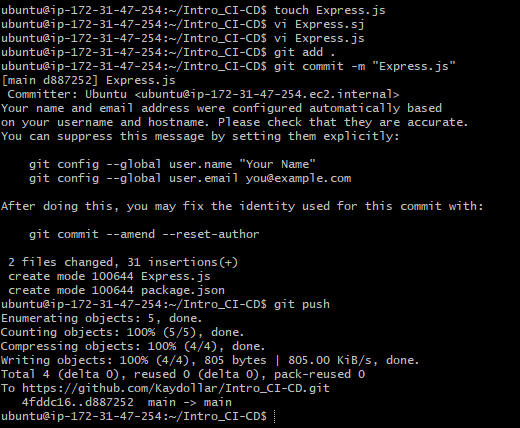 ubuntu@ip-172-31-47-254:~/Intro_CI-CD$ touch Express.js
ubuntu@ip-172-31-47-254:~/Intro_CI-CD$ vi Express.sj
ubuntu@ip-172-31-47-254:~/Intro_CI-CD$ vi Express.js
ubuntu@ip-172-31-47-254:~/Intro_CI-CD$ git add .
ubuntu@ip-172-31-47-254:~/Intro_CI-CD$ git commit -m "Express.js"
[main d887252] Express.js
 Committer: Ubuntu <ubuntu@ip-172-31-47-254.ec2.internal>
Your name and email address were configured automatically based
on your username and hostname. Please check that they are accurate.
You can suppress this message by setting them explicitly:

    git config --global user.name "Your Name"
    git config --global user.email you@example.com

After doing this, you may fix the identity used for this commit with:

    git commit --amend --reset-author

 2 files changed, 31 insertions(+)
 create mode 100644 Express.js
 create mode 100644 package.json
ubuntu@ip-172-31-47-254:~/Intro_CI-CD$ git push
Enumerating objects: 5, done.
Counting objects: 100% (5/5), done.
Compressing objects: 100% (4/4), done.
Writing objects: 100% (4/4), 805 bytes | 805.00 KiB/s, done.
Total 4 (delta 0), reused 0 (delta 0), pack-reused 0
To https://github.com/Kaydollar/Intro_CI-CD.git
   4fddc16..d887252  main -> main
ubuntu@ip-172-31-47-254:~/Intro_CI-CD$